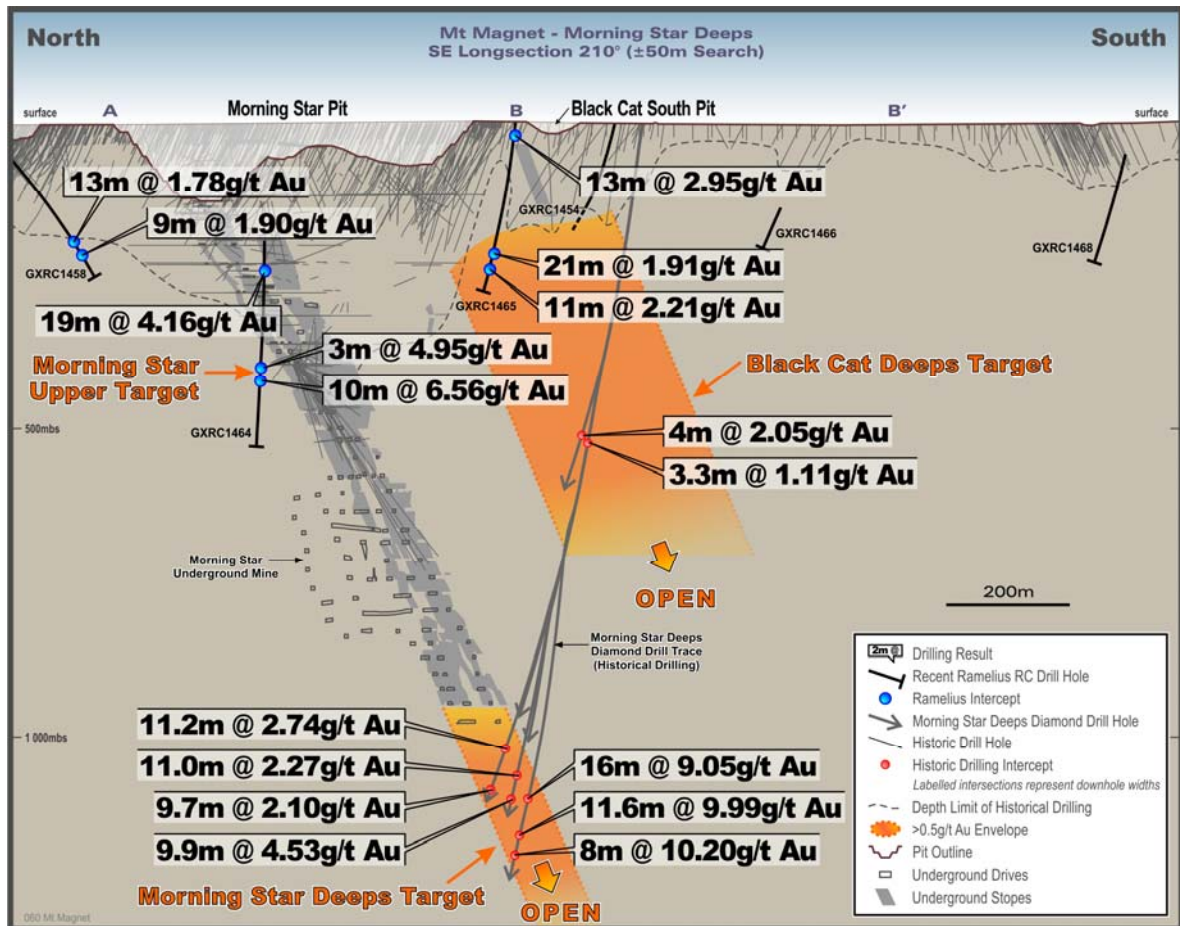 North
Mt Magnet - Morning Star Deeps
SE Longsection 210° (±50m Search)
South
surface
A
Morning Star Pit
B
Black Cat South Pit
B'
surface
13m @ 1.78g/t Au
9m @ 1.90g/t Au
GXRC1458
19m @ 4.16g/t Au
Morning Star
Upper Target
3m @ 4.95g/t Au
10m @ 6.56g/t Au
GXRC1464
13m @ 2.95g/t Au
GXRC1454
GXRC1466
GXRC1468
21m @ 1.91g/t Au
11m @ 2.21g/t Au
GXRC1465
Black Cat Deeps Target
500mbs
4m @ 2.05g/t Au
3.3m @ 1.11g/t Au
Morning Star
Underground Mine
OPEN
200m
Morning Star Deeps
Diamond Drill Trace
(Historical Drilling)
1 000mbs
11.2m @ 2.74g/t Au
11.0m @ 2.27g/t Au
9.7m @ 2.10g/t Au
9.9m @ 4.53g/t Au
16m @ 9.05g/t Au
11.6m @ 9.99g/t Au
8m @ 10.20g/t Au
Morning Star Deeps Target
OPEN
2m @
Drilling Result
Recent Ramelius RC Drill Hole
Ramelius Intercept
Morning Star Deeps Diamond Drill Hole
Historic Drill Hole
Historic Drilling Intercept
Labelled intersections represent downhole widths
Depth Limit of Historical Drilling
>0.5g/t Au Envelope
Pit Outline
Underground Drives
Underground Stopes
060 Mt Magnet